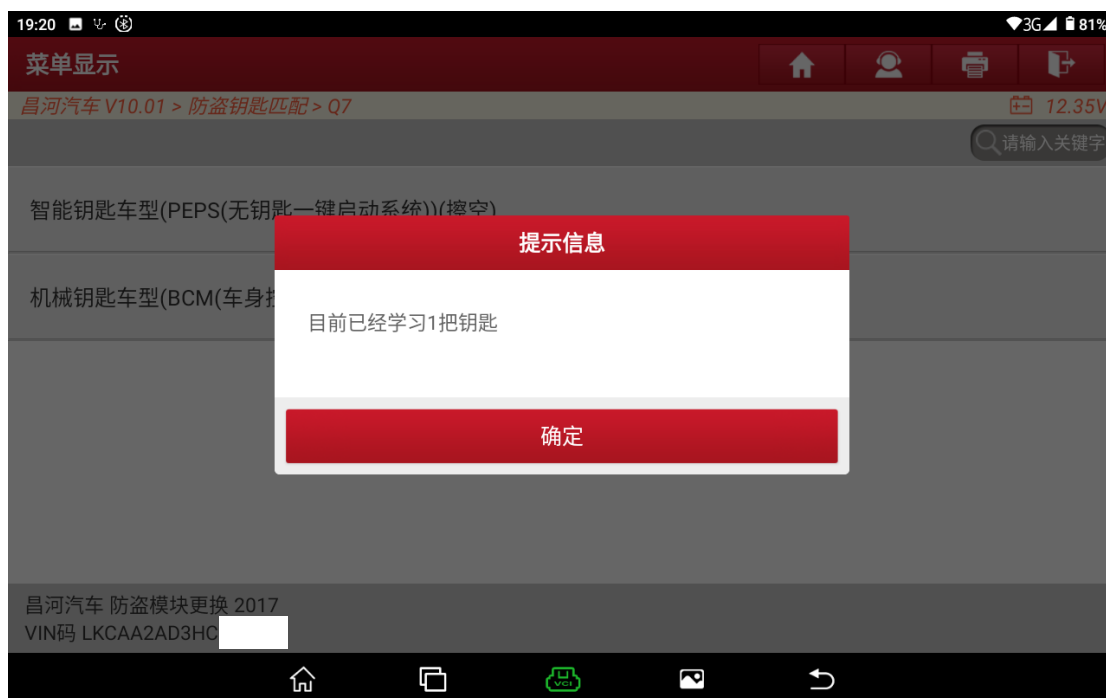 19:20
3G 81%
菜单显示
昌河汽车 V10.01 > 防盗钥匙匹配 > Q7
12.35V
请输入关键字
智能钥匙车型(PEPS(无钥匙一键启动系统))(擦空)
机械钥匙车型(BCM(车身
提示信息
目前已经学习1把钥匙
确定
昌河汽车 防盗模块更换 2017
VIN码 LKCAA2AD3HC
VCI